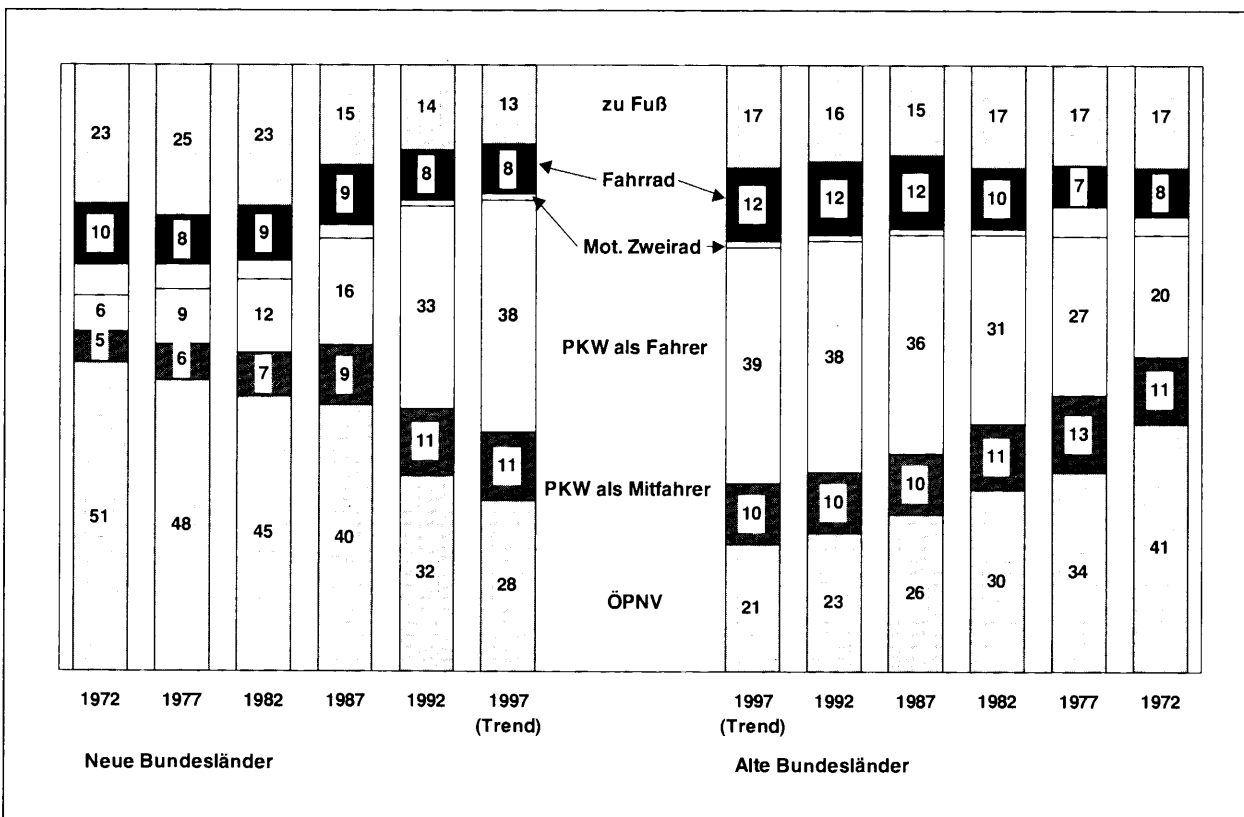 23 25 23 15 14 13 zu Fuß 17 16 15 17 17 17
10 8 9 9 8 8 Fahrrad 12 12 12 10 7 8
Mot. Zweirad
6 9 12 16 33 38 PKW als Fahrer 39 38 36 31 27 20
5 6 7 9 11 11 PKW als Mitfahrer 10 10 10 11 13 11
51 48 45 40 32 28 ÖPNV 21 23 26 30 34 41
1972 1977 1982 1987 1992 1997 1997 1992 1987 1982 1977 1972
(Trend) (Trend)
Neue Bundesländer Alte Bundesländer